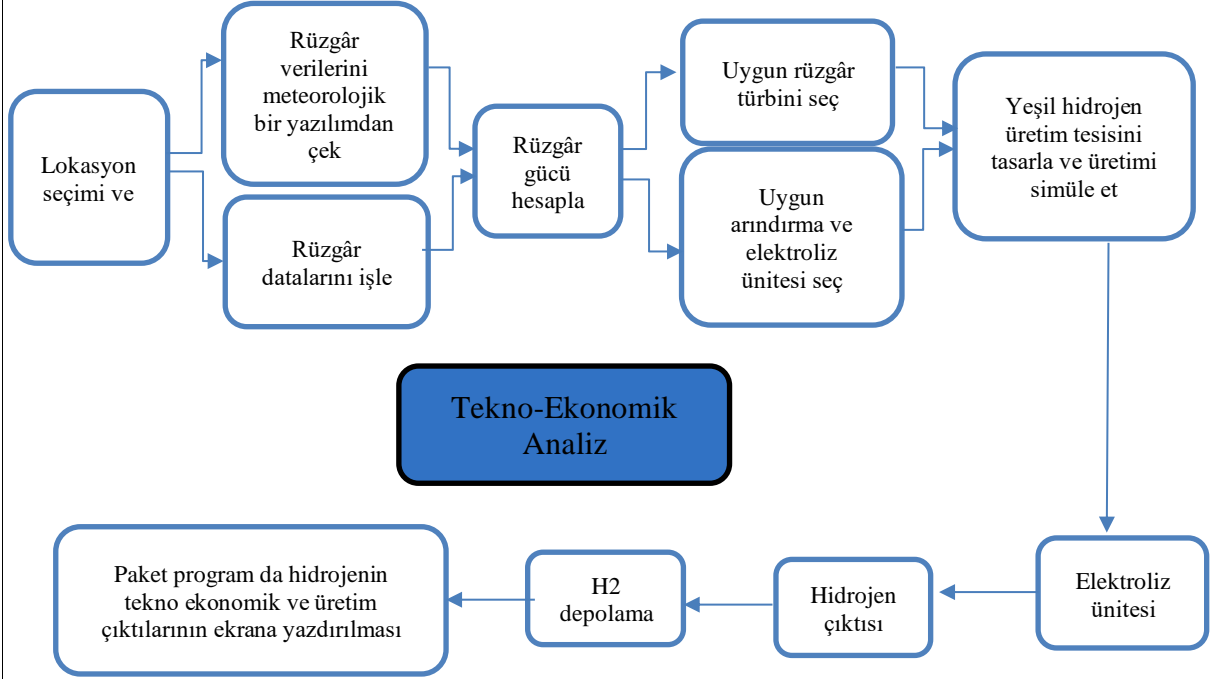 Lokasyon
seçimi ve
Rüzgâr
verilerini
meteorolojik
bir yazılımdan
çek
Rüzgâr
datalarını işle
Rüzgâr
gücü
hesapla
Uygun rüzgâr
türbini seç
Uygun
arındırma ve
elektroliz
ünitesi seç
Yeşil hidrojen
üretim tesisini
tasarla ve üretimi
simüle et
Tekno-Ekonomik
Analiz
Elektroliz
ünitesi
Hidrojen
çıktısı
H2
depolama
Paket program da hidrojenin
tekno ekonomik ve üretim
çıktılarının ekrana yazdırılması